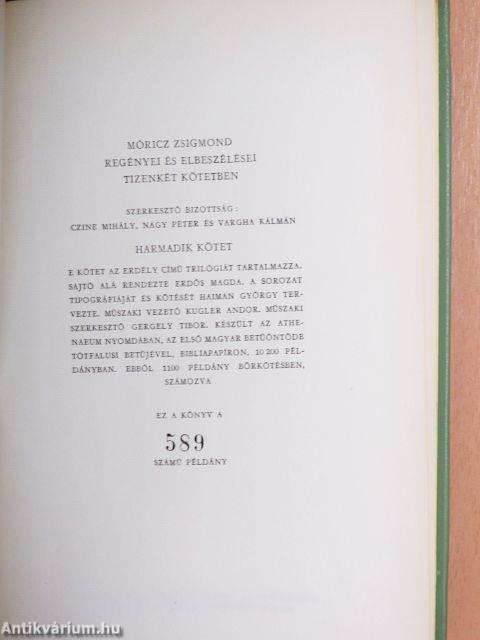 MÓRICZ ZSIGMOND
REGÉNYEI ÉS ELBESZÉLÉSEI
TIZENKÉT KÖTETBEN
SZERKESZTŐ BIZOTTSÁG:
CZINE MIHÁLY, NAGY PÉTER ÉS VARGHA KÁLMÁN
HARMADIK KÖTET
E KÖTET AZ ERDÉLY CÍMŰ TRILÓGIÁT TARTALMAZZA.
SAJTÓ ALÁ RENDEZTE ERDŐS MAGDA. A SOROZAT
TIPOGRÁFIÁJÁT ÉS KÖTÉSÉT HAIMAN GYÖRGY TER-
VEZTE. MŰSZAKI VEZETŐ KUGLER ANDOR. MŰSZAKI
SZERKESZTŐ GERGELY TIBOR. KÉSZÜLT AZ ATHE-
NAEUM NYOMDÁBAN, AZ ELSŐ MAGYAR BETŰÖNTŐDE
TÓTFALUSI BETŰJÉVEL, BIBLIAPAPÍRON, 10 200 PÉL-
DÁNYBAN. EBBŐL 1100 PÉLDÁNY BŐRKÖTÉSBEN,
SZÁMOZVA
EZ A KÖNYV A
589
SZÁMÚ PÉLDÁNY
Antikvárium.hu